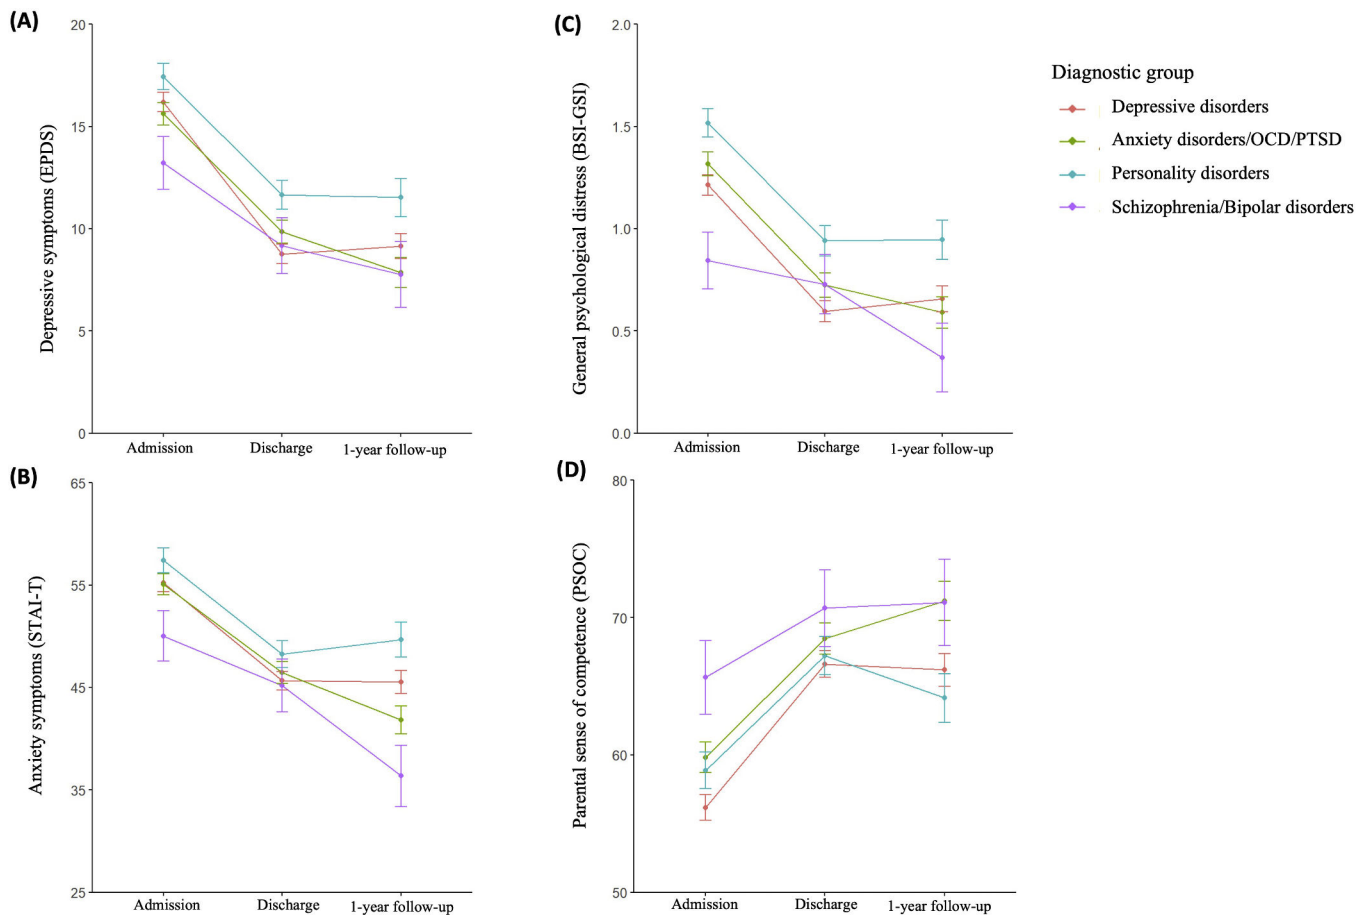 (A)
20
15
10
5
0
Depressive symptoms (EPDS)
Admission
Discharge
1-year follow-up
(C)
2.0
1.5
1.0
0.5
0.0
General psychological distress (BSI-GSI)
Admission
Discharge
1-year follow-up
Diagnostic group
Depressive disorders
Anxiety disorders/OCD/PTSD
Personality disorders
Schizophrenia/Bipolar disorders
(B)
65
55
45
35
25
Anxiety symptoms (STAI-T)
Admission
Discharge
1-year follow-up
(D)
80
70
60
50
Parental sense of competence (PSOC)
Admission
Discharge
1-year follow-up